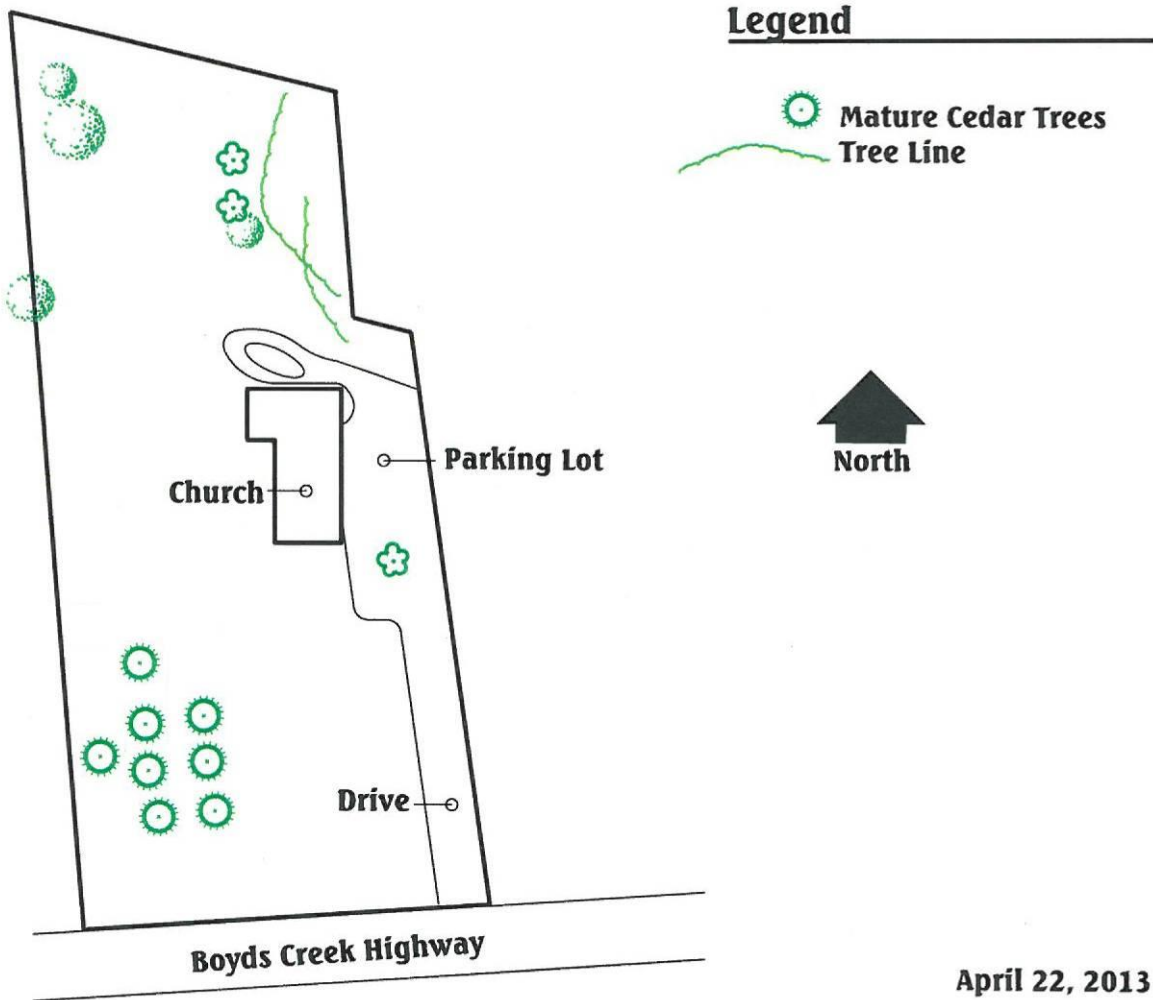 Legend
Mature Cedar Trees
Tree Line
North
Parking Lot
Church
Drive
Boyds Creek Highway
April 22, 2013